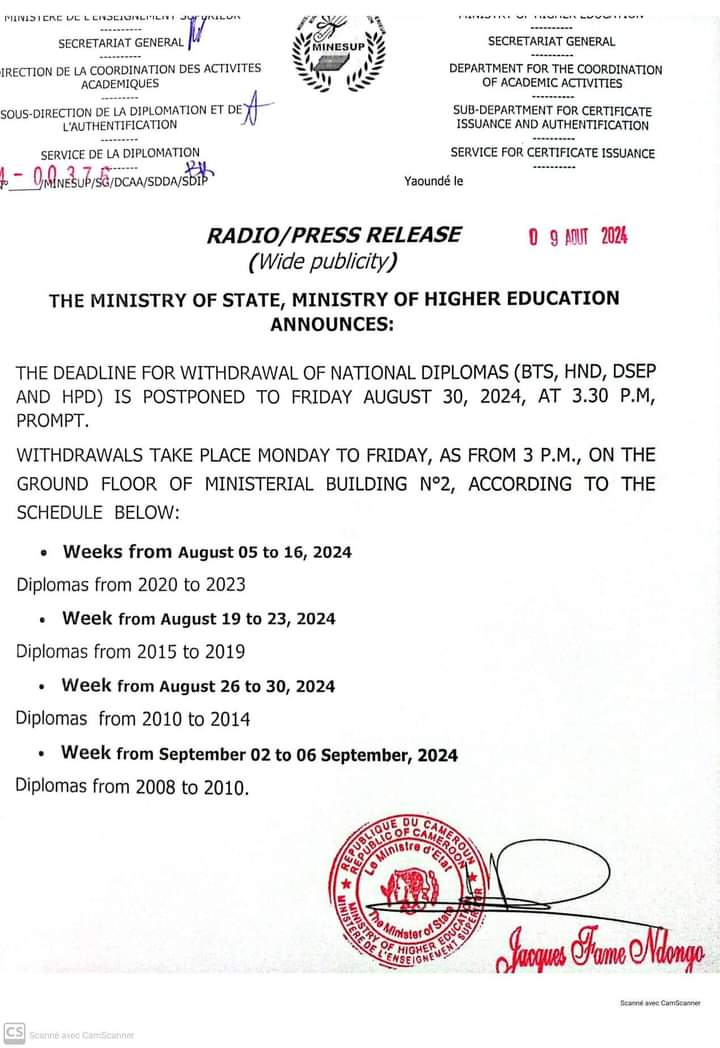 MINISTERE DE L'ENSEIGNEMENT SUPERIEUR
----------
SECRETARIAT GENERAL
----------
DIRECTION DE LA COORDINATION DES ACTIVITES
ACADEMIQUES
----------
SOUS-DIRECTION DE LA DIPLOMATION ET DE
L'AUTHENTIFICATION
----------
SERVICE DE LA DIPLOMATION
----------
/MINESUP/SG/DCAA/SDDA/SDIP
MINESUP
MINISTRY OF HIGHER EDUCATION
----------
SECRETARIAT GENERAL
----------
DEPARTMENT FOR THE COORDINATION
OF ACADEMIC ACTIVITIES
----------
SUB-DEPARTMENT FOR CERTIFICATE
ISSUANCE AND AUTHENTIFICATION
----------
SERVICE FOR CERTIFICATE ISSUANCE
----------
Yaoundé le
0 9 AOUT 2024
RADIO/PRESS RELEASE
(Wide publicity)
THE MINISTRY OF STATE, MINISTRY OF HIGHER EDUCATION
ANNOUNCES:
THE DEADLINE FOR WITHDRAWAL OF NATIONAL DIPLOMAS (BTS, HND, DSEP
AND HPD) IS POSTPONED TO FRIDAY AUGUST 30, 2024, AT 3.30 P.M,
PROMPT.
WITHDRAWALS TAKE PLACE MONDAY TO FRIDAY, AS FROM 3 P.M., ON THE
GROUND FLOOR OF MINISTERIAL BUILDING N°2, ACCORDING TO THE
SCHEDULE BELOW:
• Weeks from August 05 to 16, 2024
Diplomas from 2020 to 2023
• Week from August 19 to 23, 2024
Diplomas from 2015 to 2019
• Week from August 26 to 30, 2024
Diplomas from 2010 to 2014
• Week from September 02 to 06 September, 2024
Diplomas from 2008 to 2010.
REPUBLIQUE DU CAMEROUN
REPUBLIC OF CAMEROON
Le Ministre d'Etat
The Minister of State
MINISTRY OF HIGHER EDUCATION
MINISTERE DE L'ENSEIGNEMENT SUPERIEUR
Jacques Fame Ndongo
Scanné avec CamScanner
CS Scanné avec CamScanner